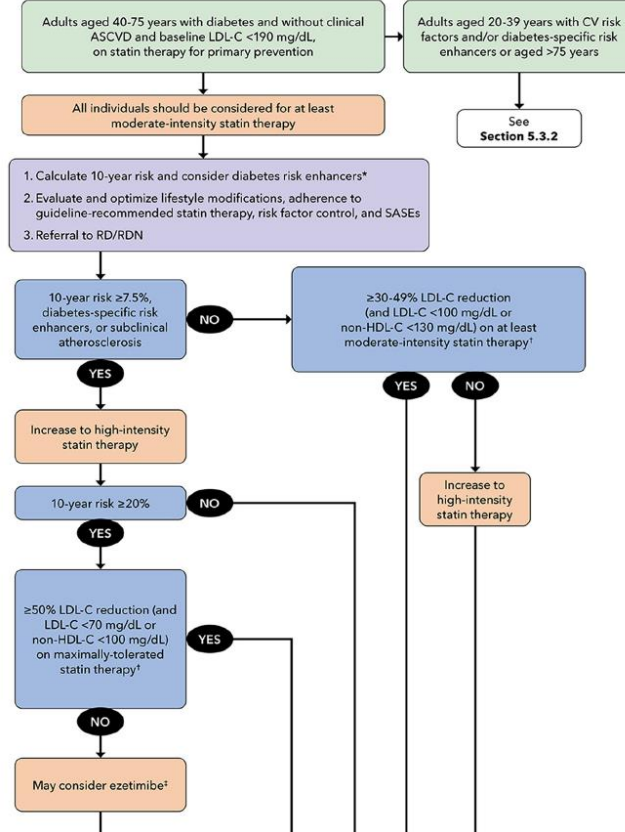 Adults aged 40-75 years with diabetes and without clinical
ASCVD and baseline LDL-C <190 mg/dL,
on statin therapy for primary prevention
Adults aged 20-39 years with CV risk
factors and/or diabetes-specific risk
enhancers or aged >75 years
All individuals should be considered for at least
moderate-intensity statin therapy
See
Section 5.3.2
1. Calculate 10-year risk and consider diabetes risk enhancers*
2. Evaluate and optimize lifestyle modifications, adherence to
guideline-recommended statin therapy, risk factor control, and SASEs
3. Referral to RD/RDN
10-year risk ≥7.5%,
diabetes-specific risk
enhancers, or subclinical
atherosclerosis
NO
≥30-49% LDL-C reduction
(and LDL-C <100 mg/dL or
non-HDL-C <130 mg/dL) on at least
moderate-intensity statin therapy†
YES
YES
NO
Increase to high-intensity
statin therapy
Increase to
high-intensity
statin therapy
10-year risk ≥20%
NO
YES
≥50% LDL-C reduction (and
LDL-C <70 mg/dL or
non-HDL-C <100 mg/dL)
on maximally-tolerated
statin therapy†
YES
NO
May consider ezetimibe‡